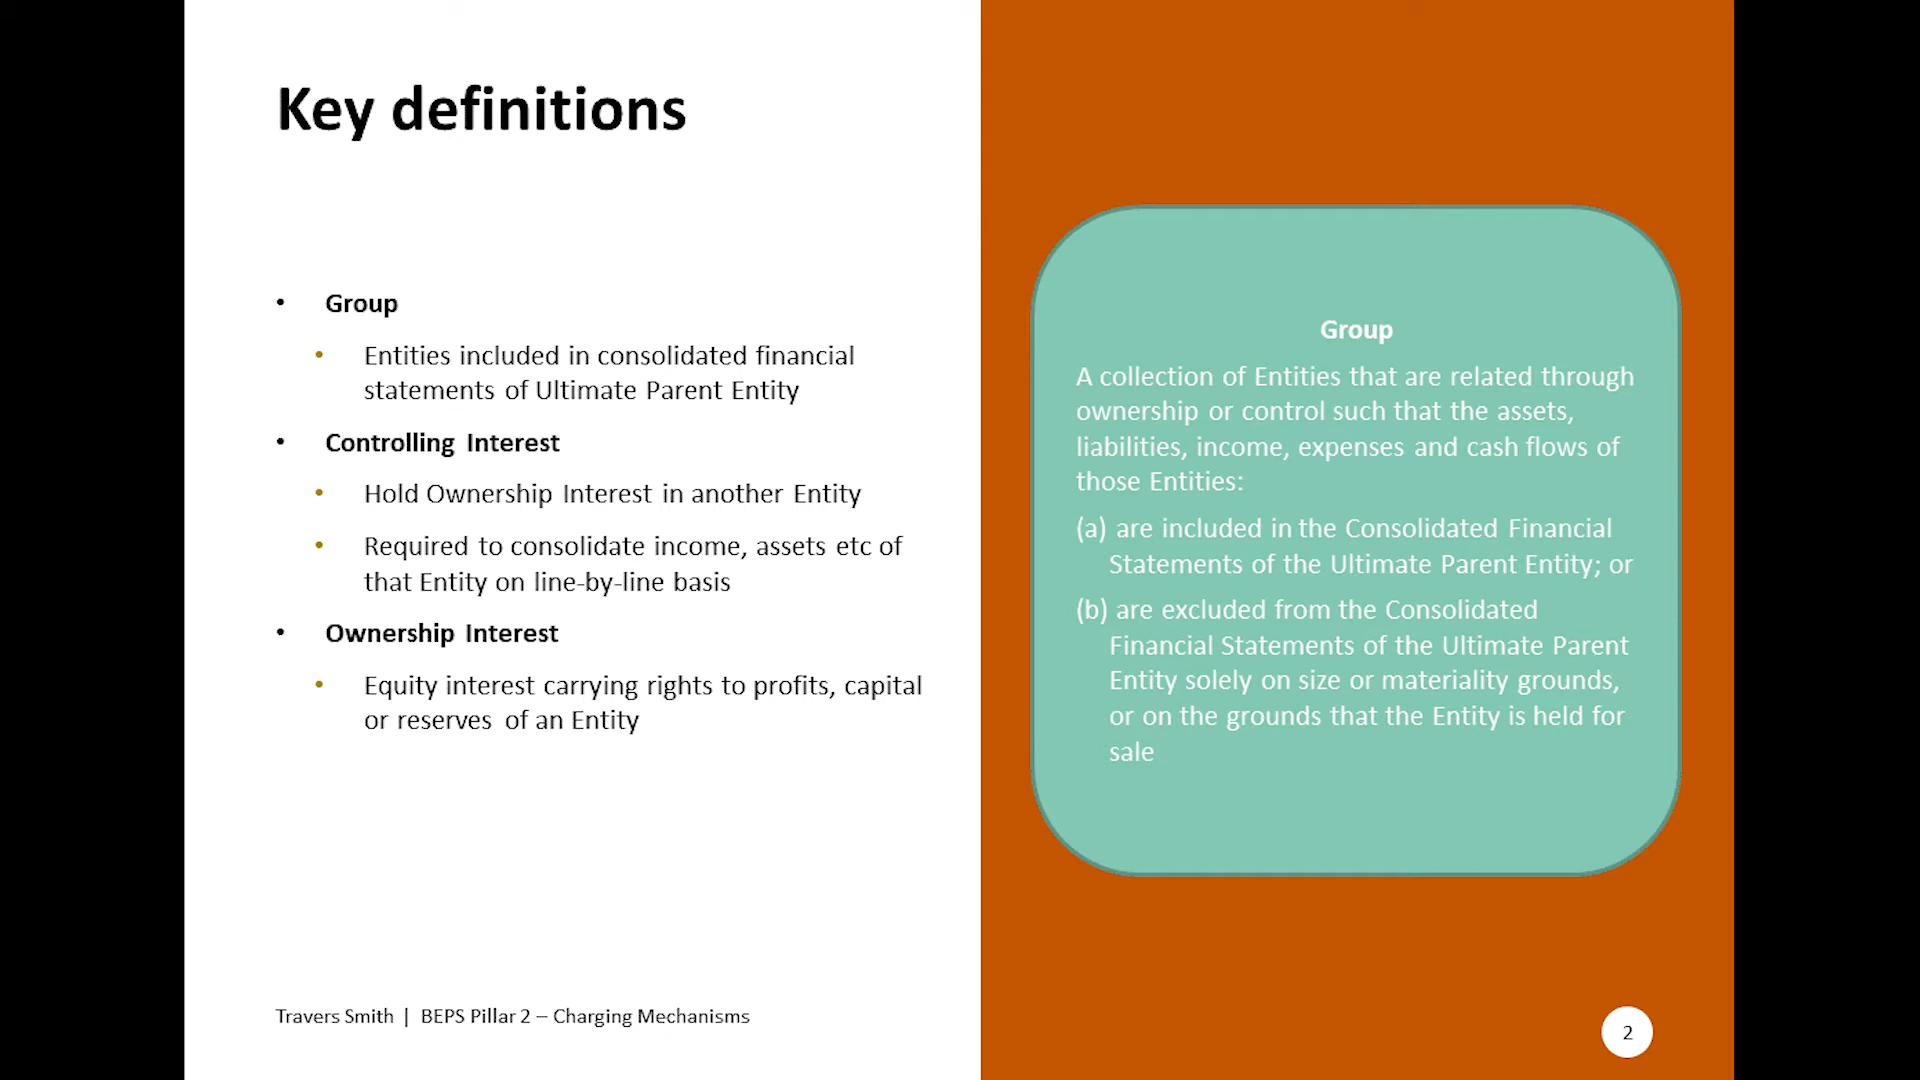 Key definitions
• Group
• Entities included in consolidated financial
statements of Ultimate Parent Entity
• Controlling Interest
• Hold Ownership Interest in another Entity
• Required to consolidate income, assets etc of
that Entity on line-by-line basis
• Ownership Interest
• Equity interest carrying rights to profits, capital
or reserves of an Entity
Group
A collection of Entities that are related through
ownership or control such that the assets,
liabilities, income, expenses and cash flows of
those Entities:
(a) are included in the Consolidated Financial
Statements of the Ultimate Parent Entity; or
(b) are excluded from the Consolidated
Financial Statements of the Ultimate Parent
Entity solely on size or materiality grounds,
or on the grounds that the Entity is held for
sale
Travers Smith | BEPS Pillar 2 – Charging Mechanisms
2